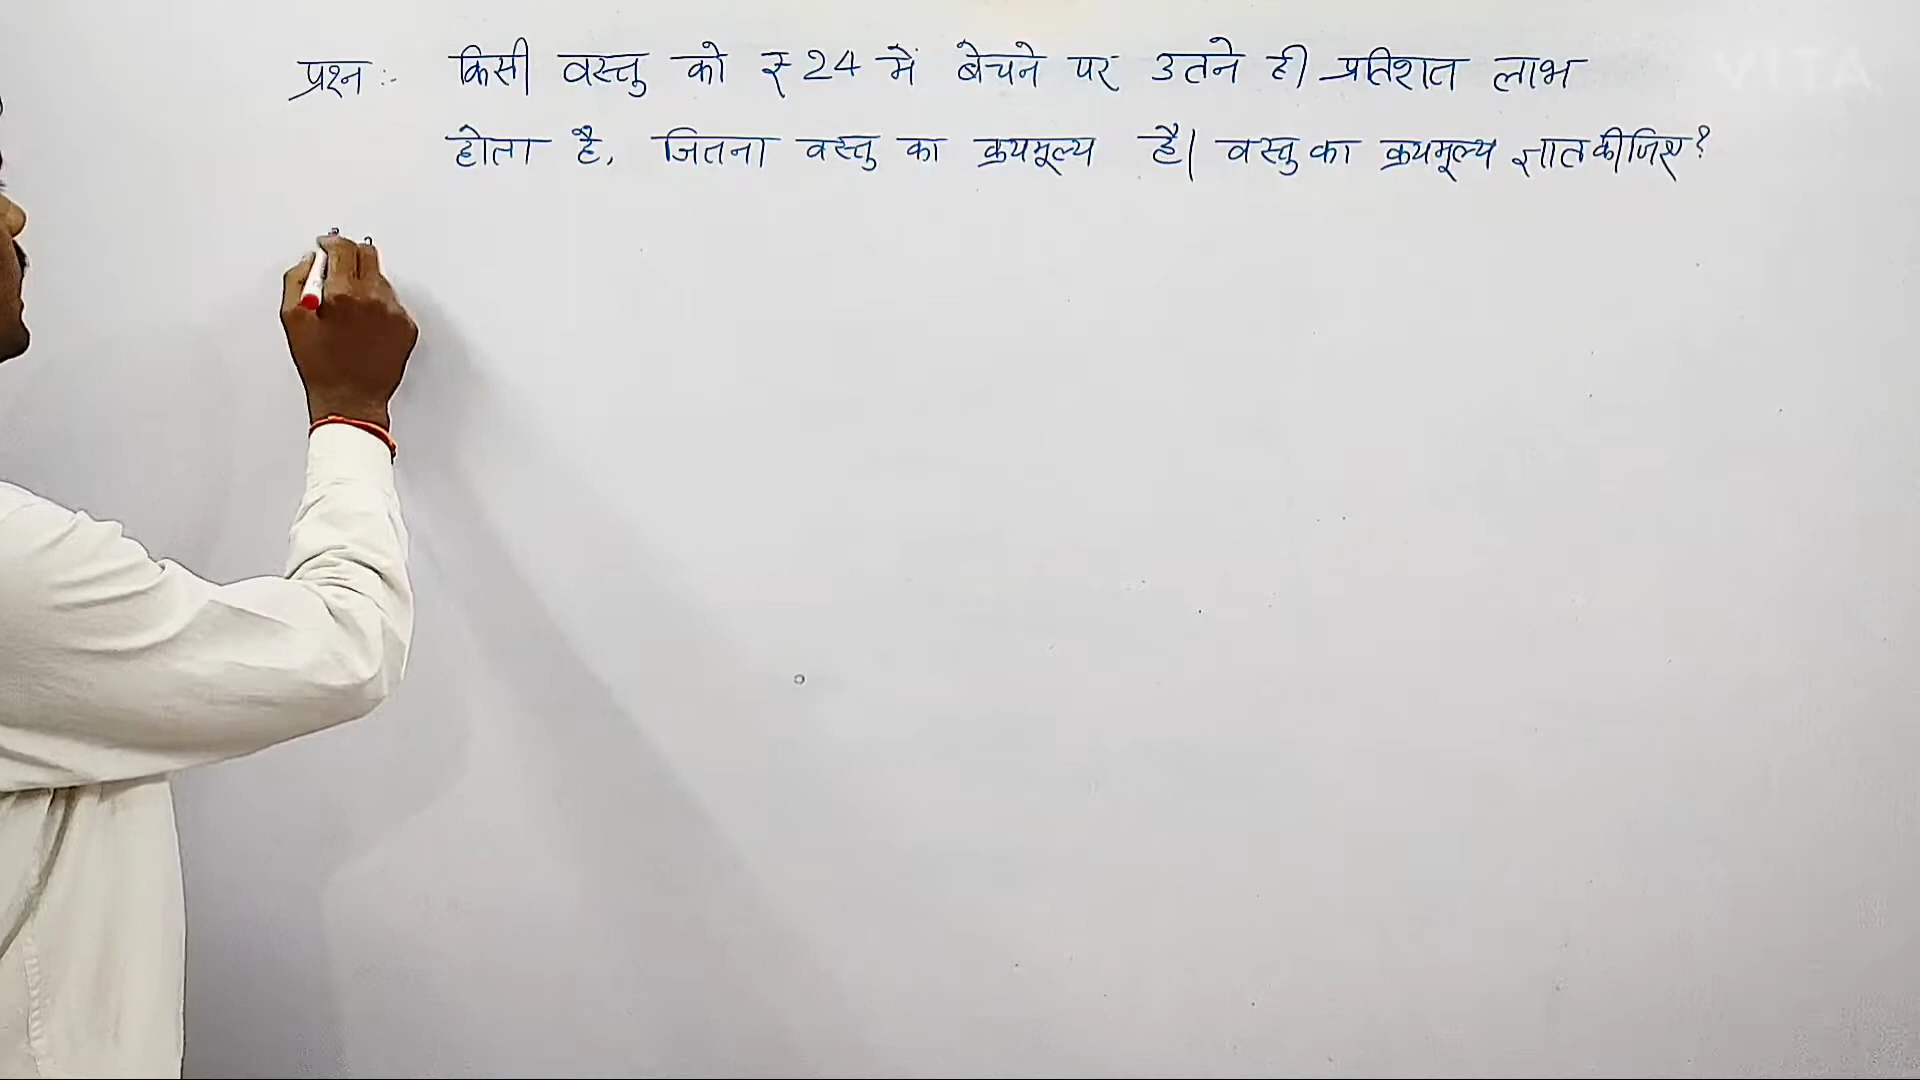 प्रश्न :- किसी वस्तु को ₹ 24 में बेचने पर उतने ही प्रतिशत लाभ
होता है, जितना वस्तु का क्रयमूल्य है। वस्तु का क्रयमूल्य ज्ञात कीजिए?